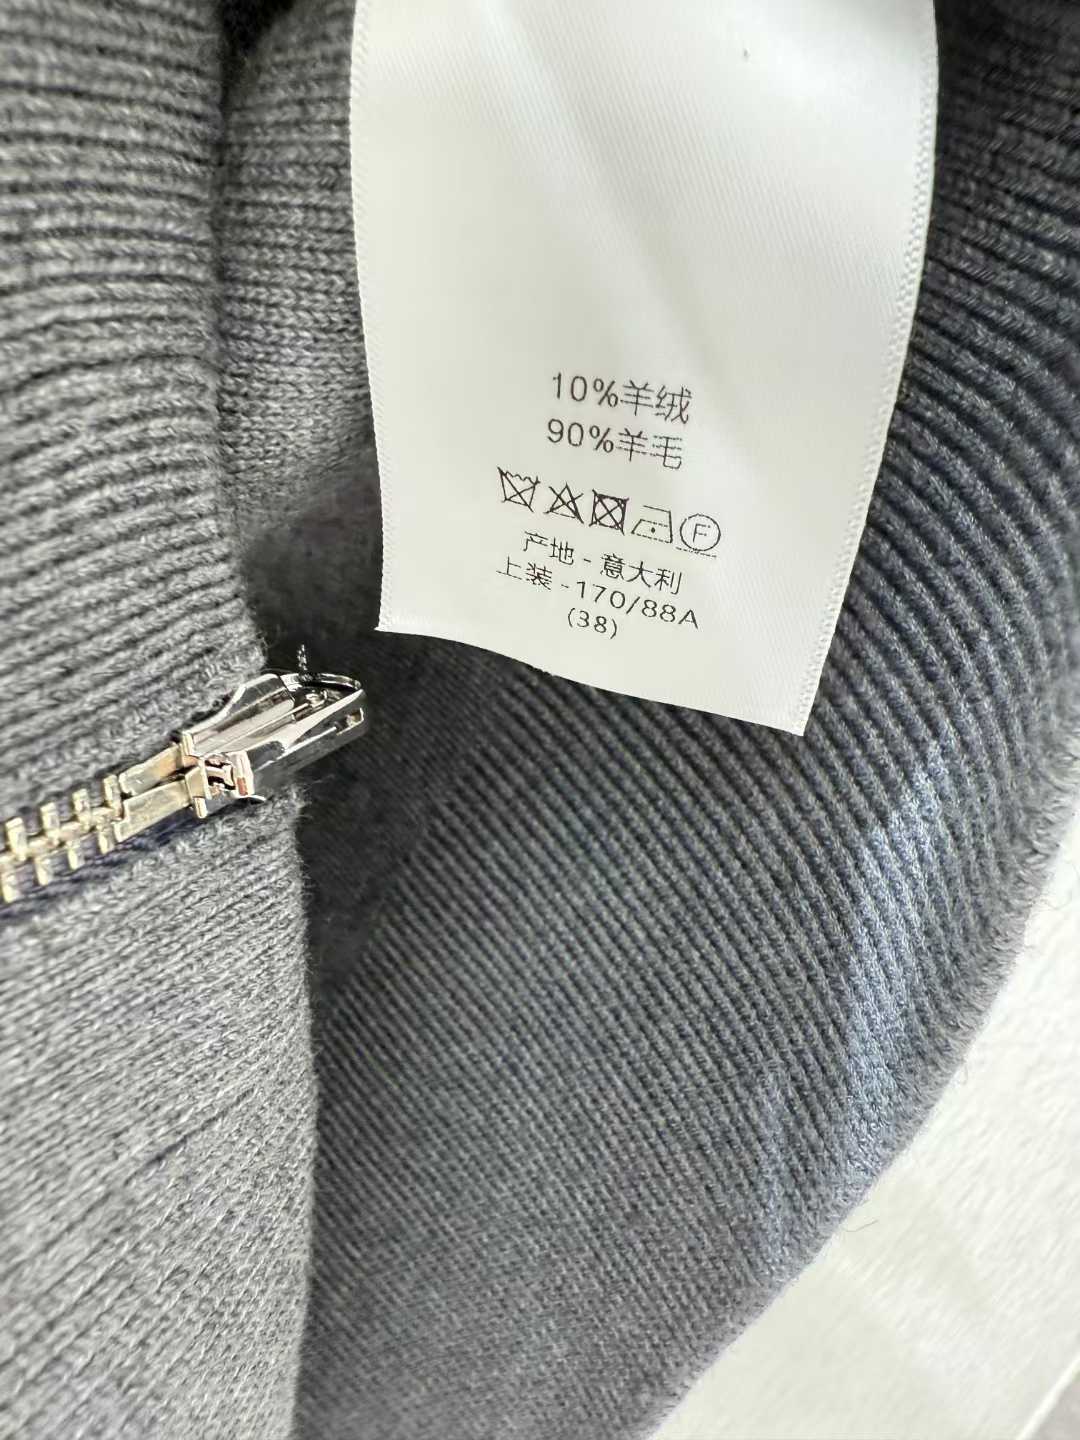 10%羊绒
90%羊毛
F
产地 - 意大利
上装 -170/88A
(38)